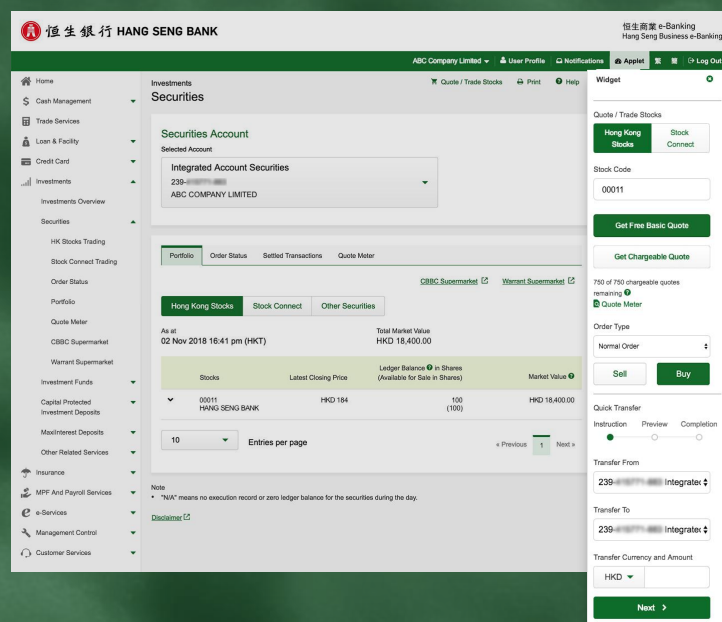 恒生銀行 HANG SENG BANK
恒生商業 e-Banking
Hang Seng Business e-Banking
ABC Company Limited
User Profile
Notifications
Applet
繁
簡
Log Out
Home
Cash Management
Trade Services
Loan & Facility
Credit Card
Investments
Investments Overview
Securities
HK Stocks Trading
Stock Connect Trading
Order Status
Portfolio
Quote Meter
CBBC Supermarket
Warrant Supermarket
Investment Funds
Capital Protected
Investment Deposits
MaxiInterest Deposits
Other Related Services
Insurance
MPF And Payroll Services
e-Services
Management Control
Customer Services
Investments
Quote / Trade Stocks
Print
Help
Securities
Securities Account
Selected Account
Integrated Account Securities
239-
ABC COMPANY LIMITED
Portfolio
Order Status
Settled Transactions
Quote Meter
CBBC Supermarket
Warrant Supermarket
Hong Kong Stocks
Stock Connect
Other Securities
As at
02 Nov 2018 16:41 pm (HKT)
Total Market Value
HKD 18,400.00
Stocks
Latest Closing Price
Ledger Balance ? in Shares
(Available for Sale in Shares)
Market Value ?
00011
HANG SENG BANK
HKD 184
100
(100)
HKD 18,400.00
10
Entries per page
« Previous 1 Next »
Note
• "N/A" means no execution record or zero ledger balance for the securities during the day.
Disclaimer
Widget
Quote / Trade Stocks
Hong Kong
Stocks
Stock
Connect
Stock Code
00011
Get Free Basic Quote
Get Chargeable Quote
750 of 750 chargeable quotes
remaining ?
Quote Meter
Order Type
Normal Order
Sell
Buy
Quick Transfer
Instruction Preview Completion
Transfer From
239- Integrate
Transfer To
239- Integrate
Transfer Currency and Amount
HKD
Next >